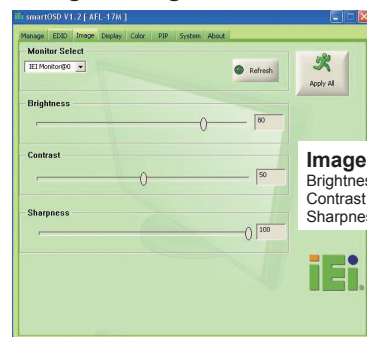 smartOSD V1.2 [ AFL-17M ]
Manage EDID Image Display Color PIP System About
Monitor Select
IEI Monitor@0
Refresh
Apply All
Brightness
80
Contrast
50
Sharpness
100
Image
Brightnes
Contrast
Sharpnes
iEi